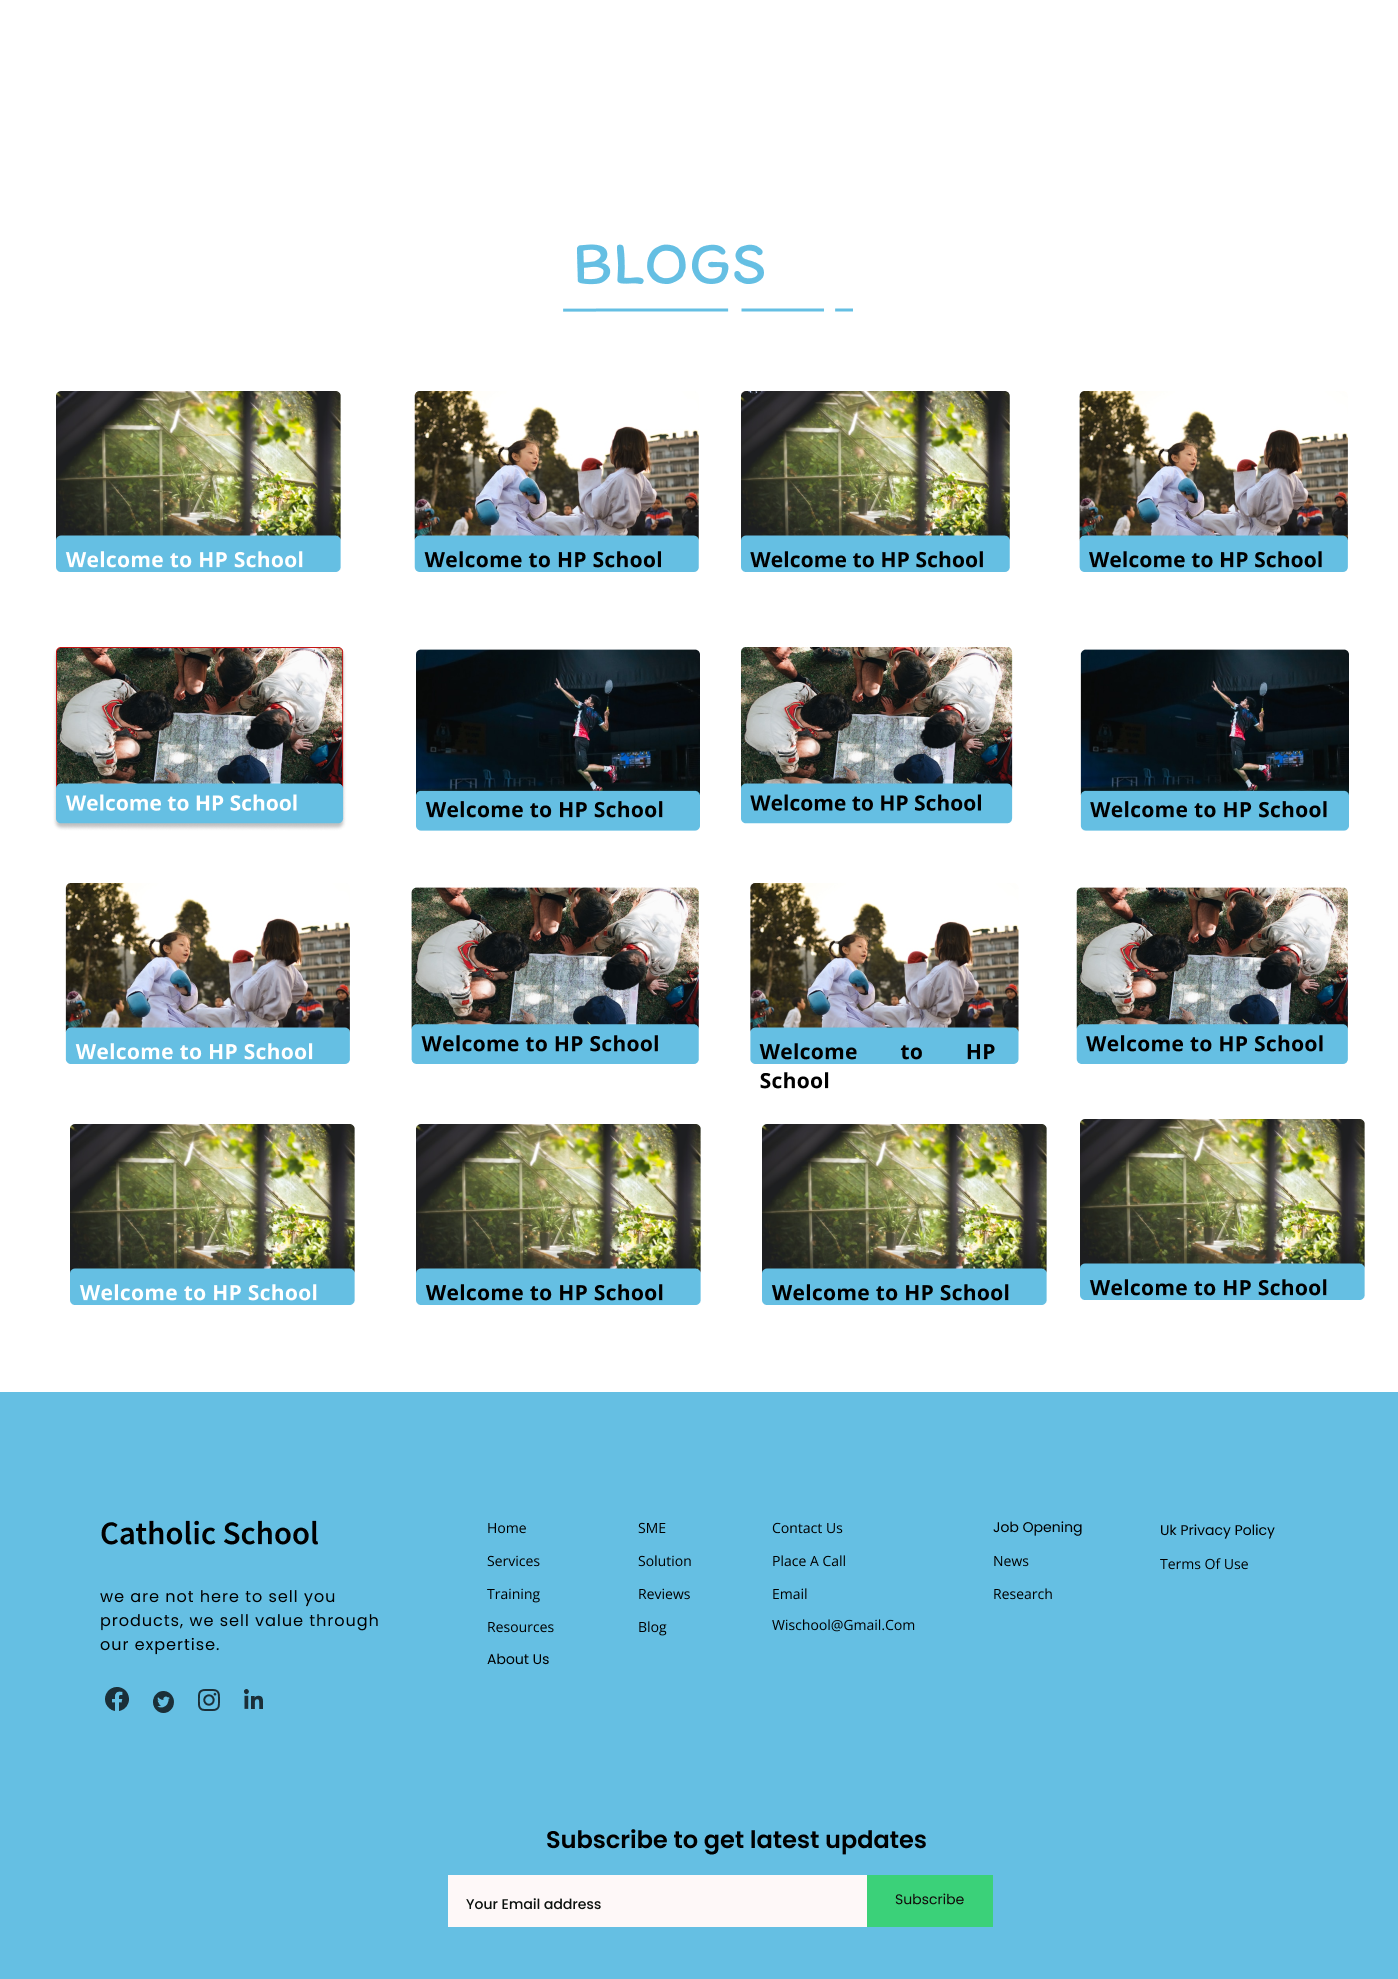 BLOGS
Welcome to HP School
Welcome to HP School
Welcome to HP School
Welcome to HP School
Welcome to HP School
Welcome to HP School
Welcome to HP School
Welcome to HP School
Welcome to HP School
Welcome to HP School
Welcome to HP
School
Welcome to HP School
Welcome to HP School
Welcome to HP School
Welcome to HP School
Welcome to HP School
Catholic School
we are not here to sell you
products, we sell value through
our expertise.
Home
Services
Training
Resources
About Us
SME
Solution
Reviews
Blog
Contact Us
Place A Call
Email
Wischool@Gmail.Com
Job Opening
News
Research
Uk Privacy Policy
Terms Of Use
Subscribe to get latest updates
Your Email address
Subscribe